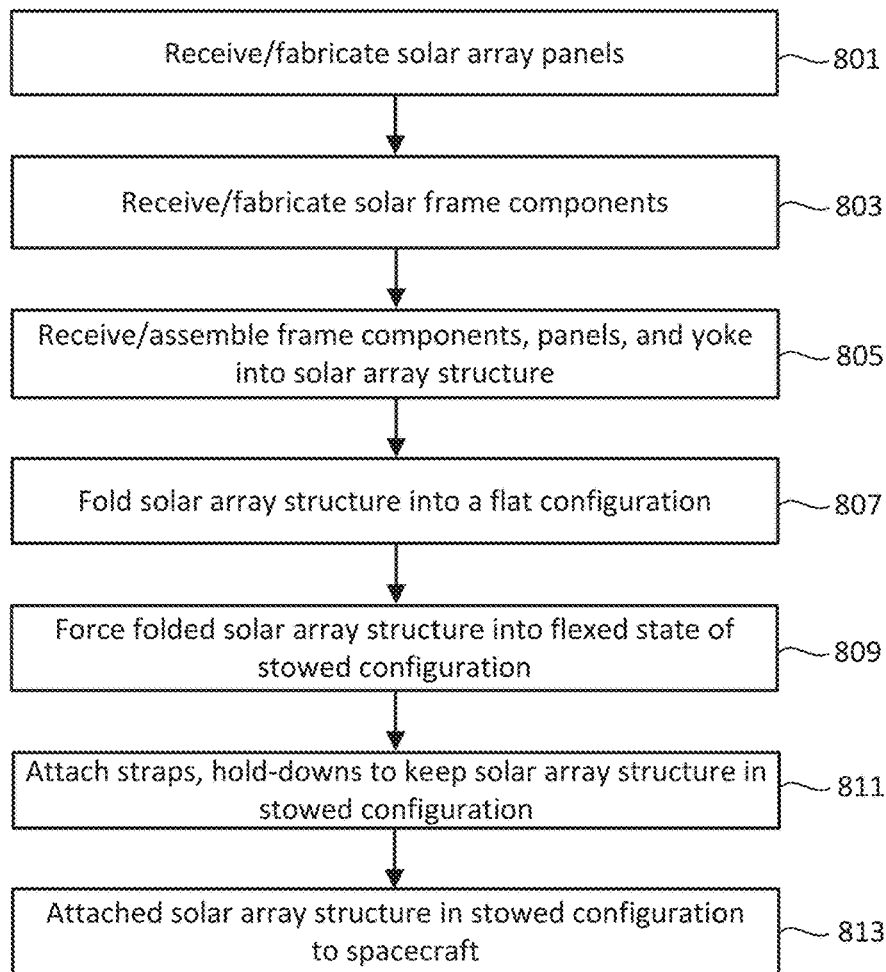 Receive/fabricate solar array panels
801
Receive/fabricate solar frame components
803
Receive/assemble frame components, panels, and yoke
into solar array structure
805
Fold solar array structure into a flat configuration
807
Force folded solar array structure into flexed state of
stowed configuration
809
Attach straps, hold-downs to keep solar array structure in
stowed configuration
811
Attached solar array structure in stowed configuration
to spacecraft
813